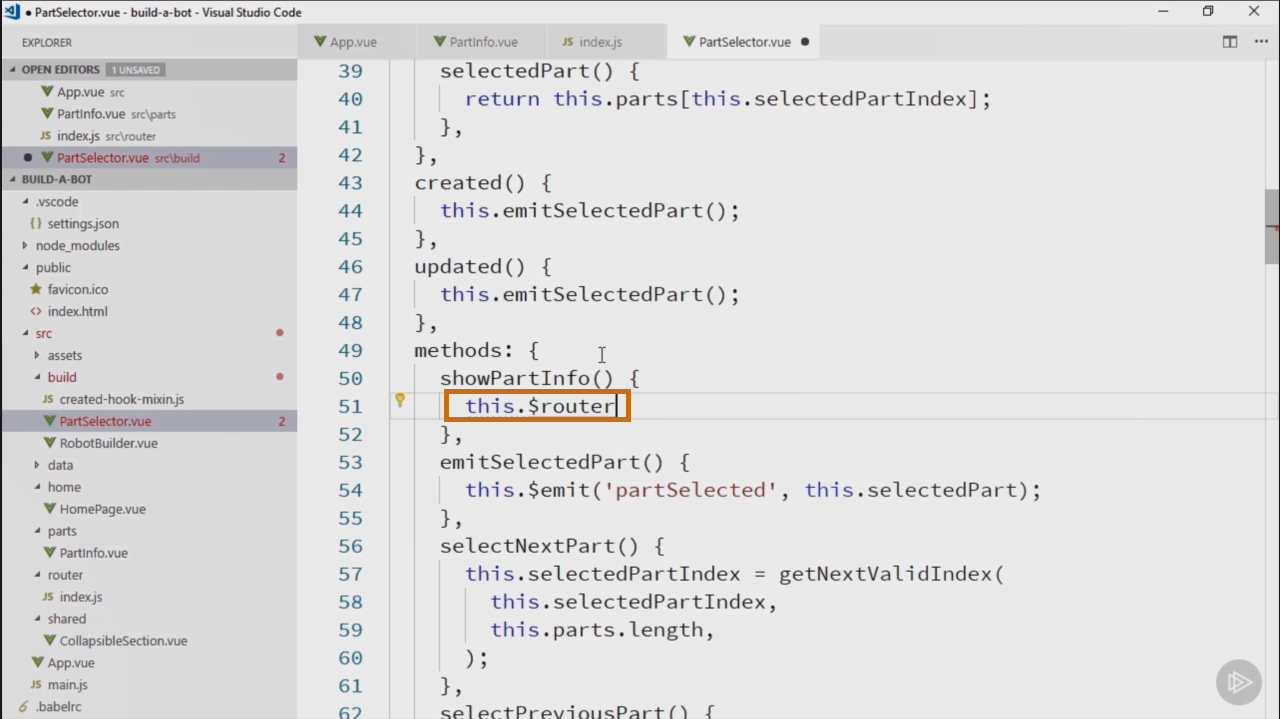 PartSelector.vue - build-a-bot - Visual Studio Code
EXPLORER
App.vue
PartInfo.vue
JS index.js
PartSelector.vue
OPEN EDITORS 1 UNSAVED
App.vue src
PartInfo.vue src\parts
JS index.js src\router
PartSelector.vue src\build 2
BUILD-A-BOT
.vscode
{} settings.json
node_modules
public
favicon.ico
<> index.html
src
assets
build
JS created-hook-mixin.js
PartSelector.vue 2
RobotBuilder.vue
data
home
HomePage.vue
parts
PartInfo.vue
router
JS index.js
shared
CollapsibleSection.vue
App.vue
JS main.js
.babelrc
39 selectedPart() {
40 return this.parts[this.selectedPartIndex];
41 },
42 },
43 created() {
44 this.emitSelectedPart();
45 },
46 updated() {
47 this.emitSelectedPart();
48 },
49 methods: {
50 showPartInfo() {
51 this.$router
52 },
53 emitSelectedPart() {
54 this.$emit('partSelected', this.selectedPart);
55 },
56 selectNextPart() {
57 this.selectedPartIndex = getNextValidIndex(
58 this.selectedPartIndex,
59 this.parts.length,
60 );
61 },
62 selectPreviousPart() {